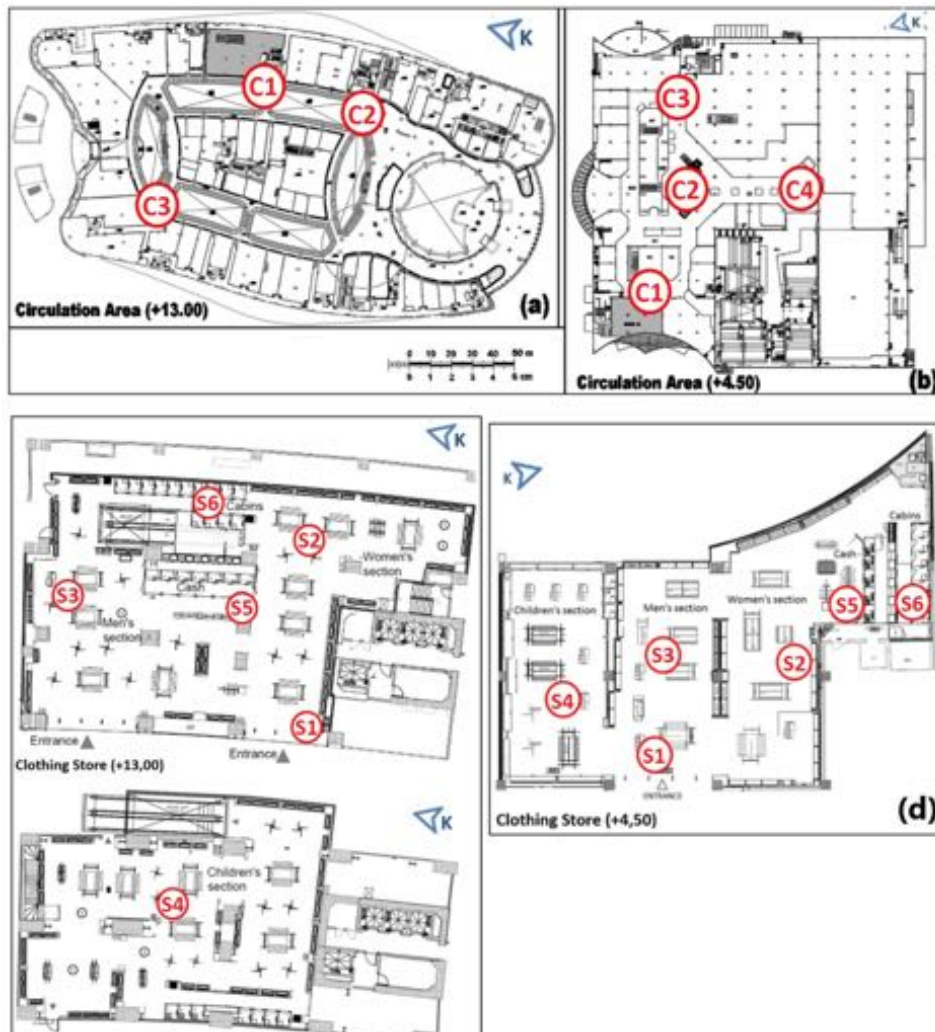 K
C1
C2
C3
Circulation Area (+13.00)
(a)
0 10 20 30 40 50 m
0 1 2 3 4 5 cm
K
C3
C2
C4
C1
Circulation Area (+4.50)
(b)
K
S6
Cabins
S2
Women's
section
S3
Cash
S5
Men's
section
S1
Entrance
Entrance
Clothing Store (+13,00)
K
Children's
section
S4
K
Cabins
Cash
S5
S6
Children's section
Men's section
Women's section
S3
S2
S4
S1
ENTRANCE
Clothing Store (+4,50)
(d)